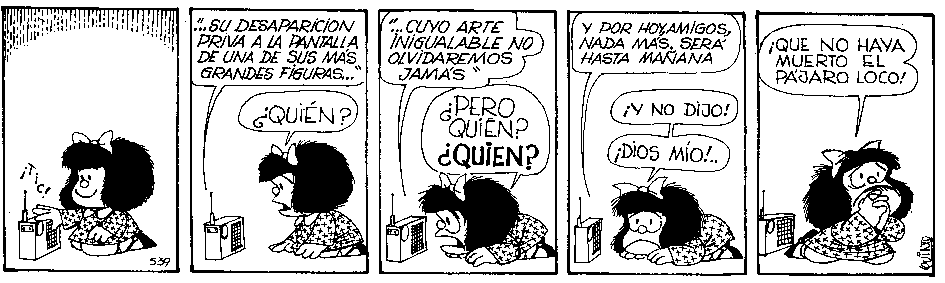 ¡TIC!
539
"...SU DESAPARICION
PRIVA A LA PANTALLA
DE UNA DE SUS MÁS
GRANDES FIGURAS..."
¿QUIÉN?
"...CUYO ARTE
INIGUALABLE NO
OLVIDAREMOS
JAMÁS"
¿PERO
QUIÉN?
¿QUIEN?
Y POR HOY, AMIGOS,
NADA MÁS, SERÁ
HASTA MAÑANA
¡Y NO DIJO!
¡DIOS MÍO!..
¡QUE NO HAYA
MUERTO EL
PÁJARO LOCO!
QUINO